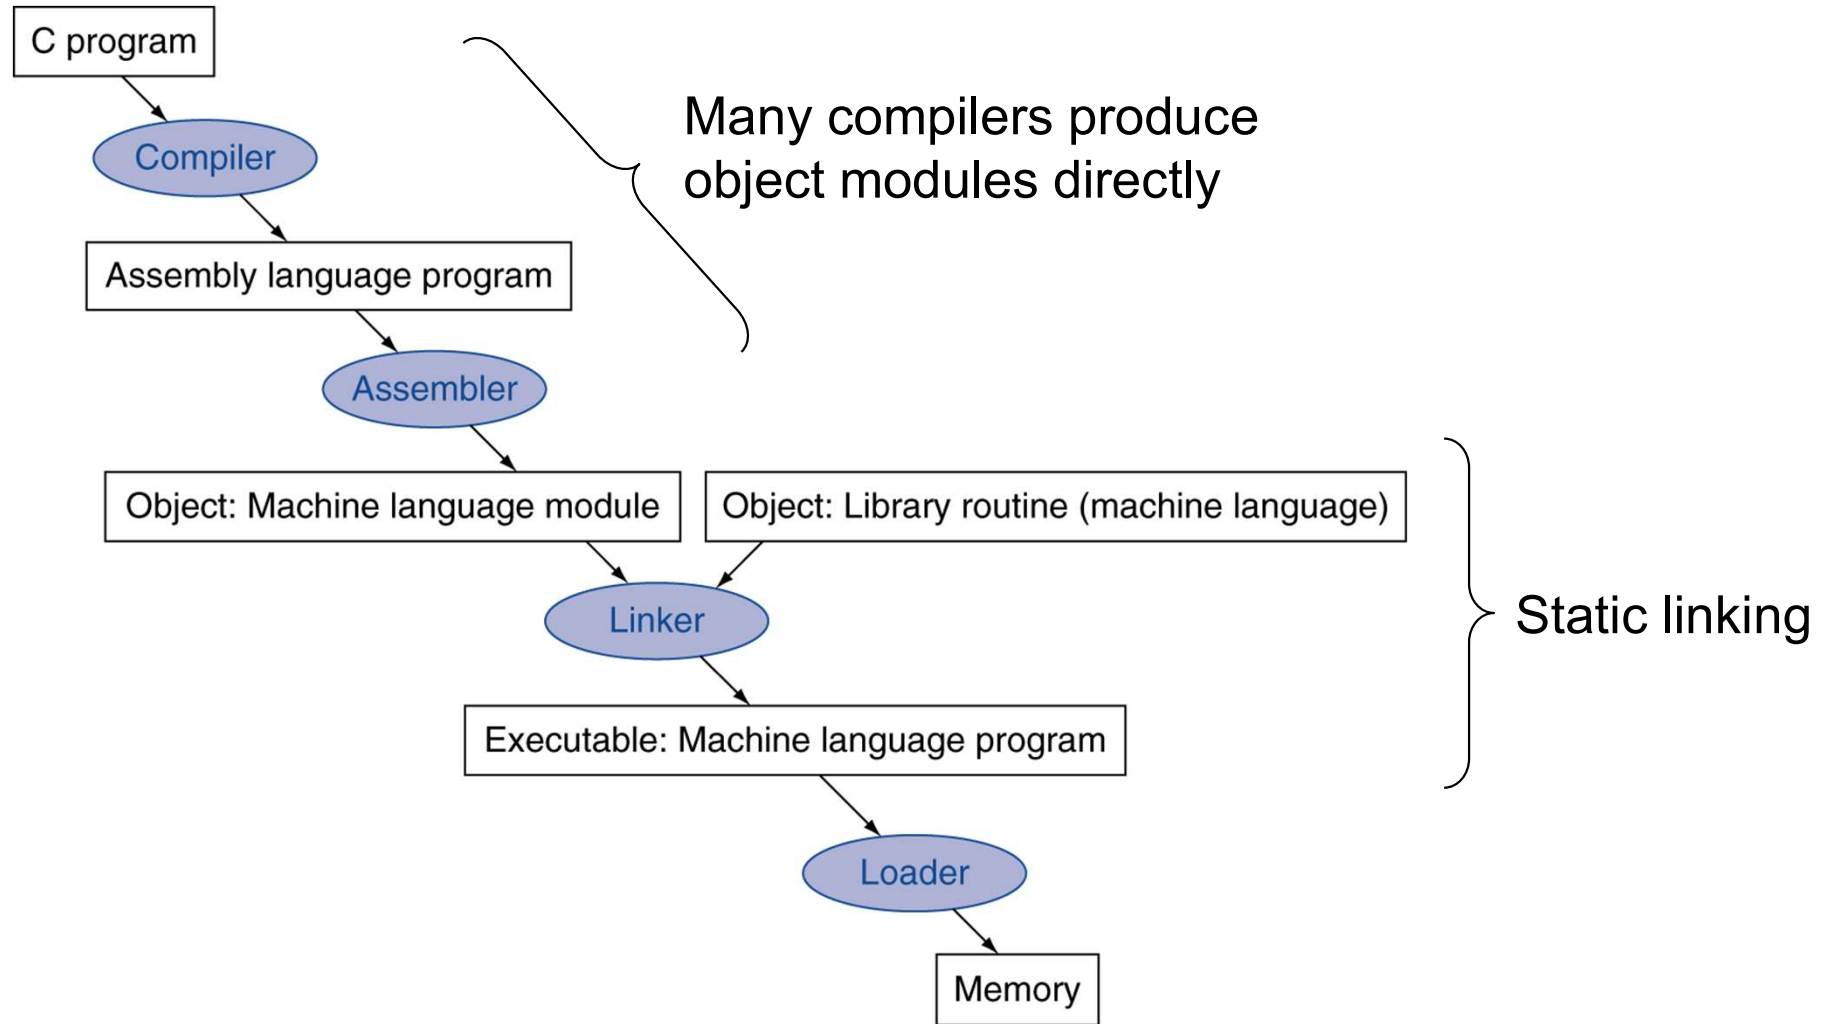 C program
Compiler
Many compilers produce
object modules directly
Assembly language program
Assembler
Object: Machine language module
Object: Library routine (machine language)
Linker
Static linking
Executable: Machine language program
Loader
Memory